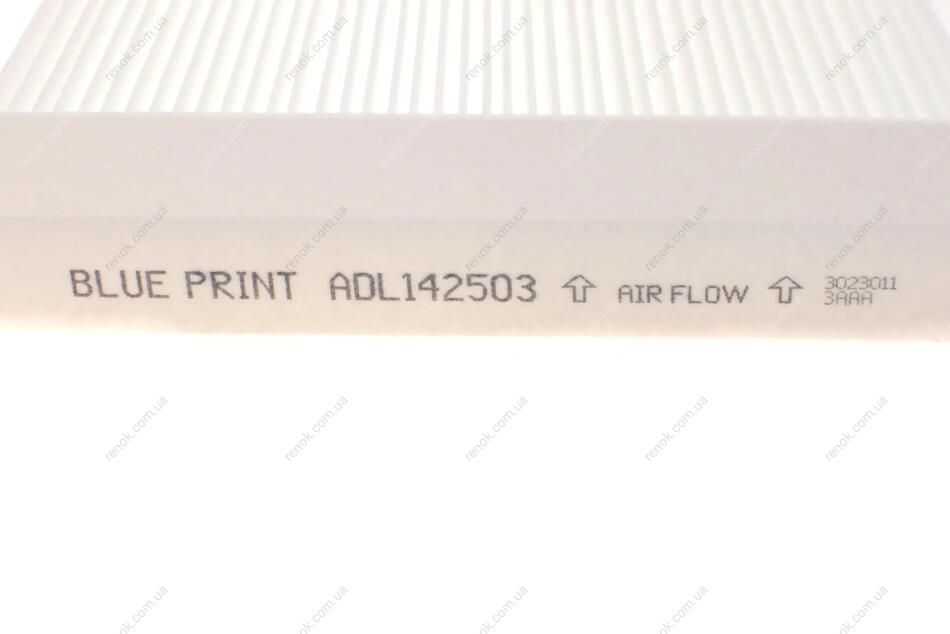 BLUE PRINT ADL142503 ⇧ AIR FLOW ⇧ 3023011
3AAA
renok.com.ua